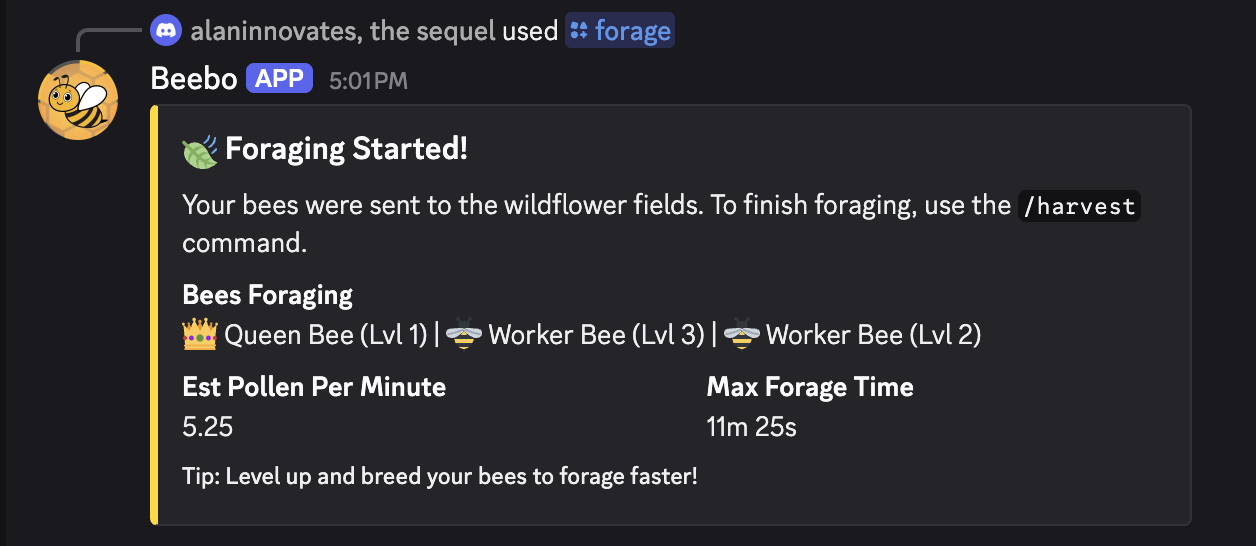 alaninnovates, the sequel used forage
Beebo APP 5:01 PM
Foraging Started!
Your bees were sent to the wildflower fields. To finish foraging, use the /harvest
command.
Bees Foraging
Queen Bee (Lvl 1) | Worker Bee (Lvl 3) | Worker Bee (Lvl 2)
Est Pollen Per Minute Max Forage Time
5.25 11m 25s
Tip: Level up and breed your bees to forage faster!